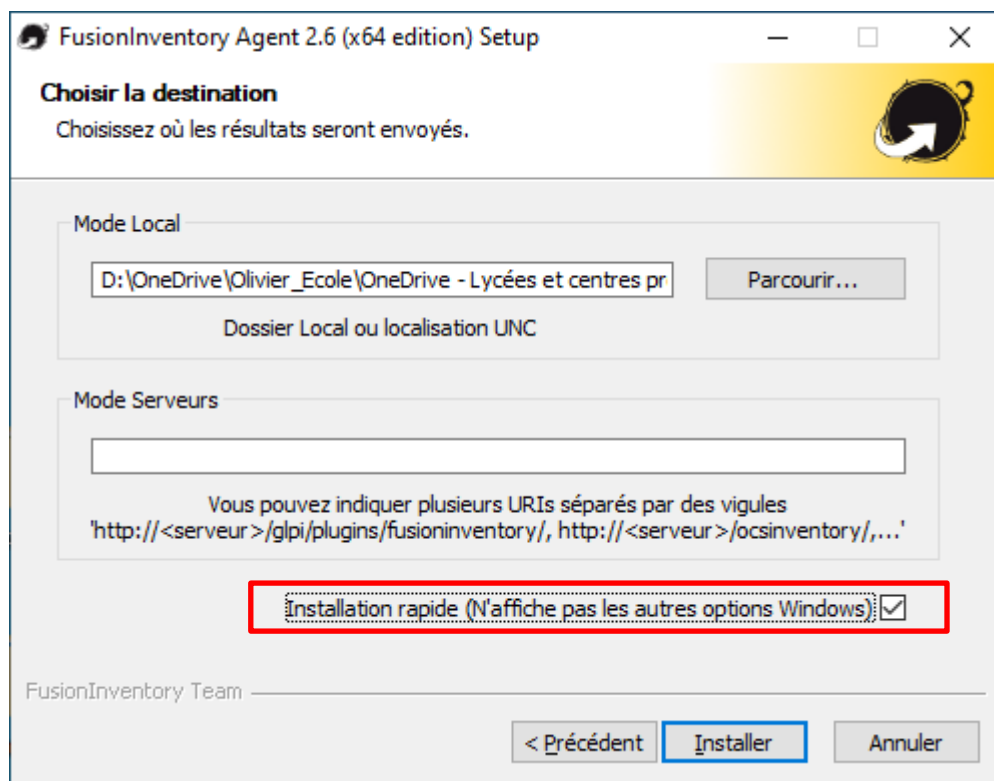 FusionInventory Agent 2.6 (x64 edition) Setup
Choisir la destination
Choisissez où les résultats seront envoyés.
Mode Local
D:\OneDrive\Olivier_Ecole\OneDrive - Lycées et centres pr
Parcourir...
Dossier Local ou localisation UNC
Mode Serveurs
Vous pouvez indiquer plusieurs URIs séparés par des vigules
'http://<serveur>/glpi/plugins/fusioninventory/, http://<serveur>/ocsinventory/,...'
Installation rapide (N'affiche pas les autres options Windows)
FusionInventory Team
< Précédent Installer Annuler